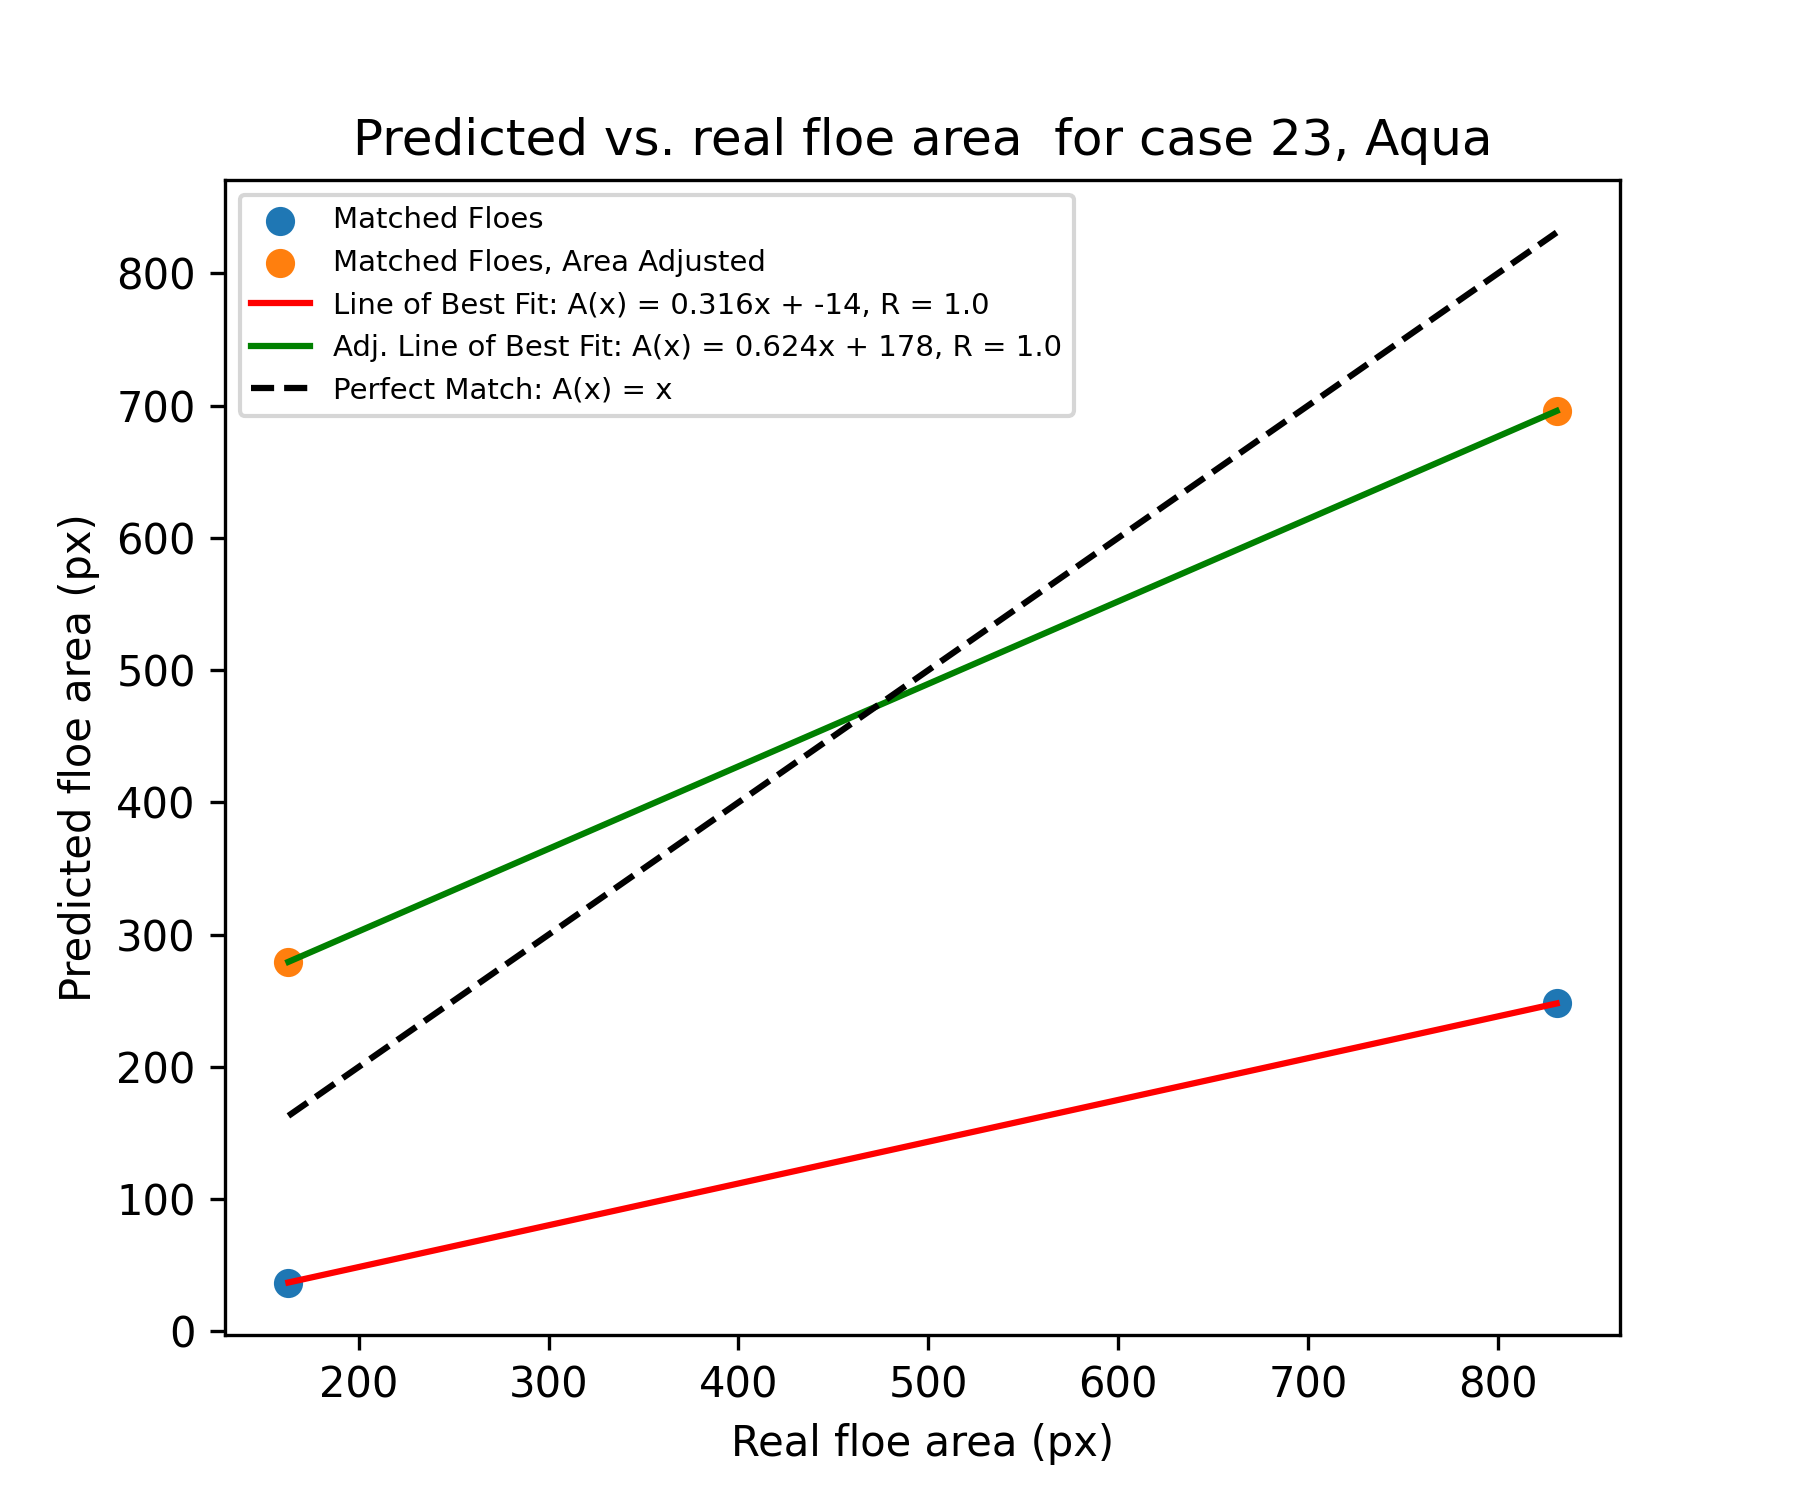 Predicted vs. real floe area  for case 23, Aqua
Matched Floes
Matched Floes, Area Adjusted
Line of Best Fit: A(x) = 0.316x + -14, R = 1.0
Adj. Line of Best Fit: A(x) = 0.624x + 178, R = 1.0
Perfect Match: A(x) = x
Predicted floe area (px)
800
700
600
500
400
300
200
100
0
200 300 400 500 600 700 800
Real floe area (px)